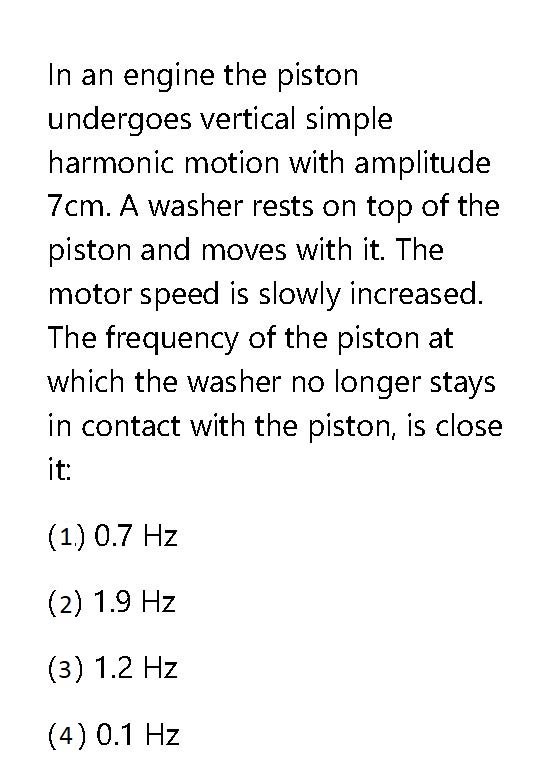 In an engine the piston
undergoes vertical simple
harmonic motion with amplitude
7cm. A washer rests on top of the
piston and moves with it. The
motor speed is slowly increased.
The frequency of the piston at
which the washer no longer stays
in contact with the piston, is close
it:
(1.) 0.7 Hz
(2) 1.9 Hz
(3) 1.2 Hz
(4) 0.1 Hz